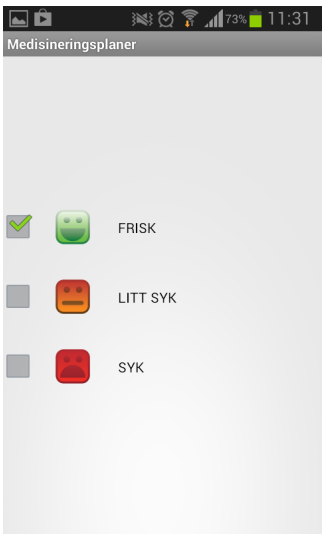 73% 11:31
Medisineringsplaner
FRISK
LITT SYK
SYK